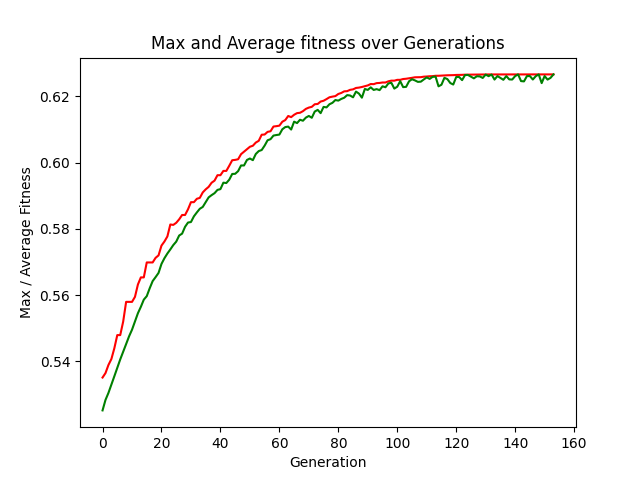 Max and Average fitness over Generations
Max / Average Fitness
0.62
0.60
0.58
0.56
0.54
0 20 40 60 80 100 120 140 160
Generation